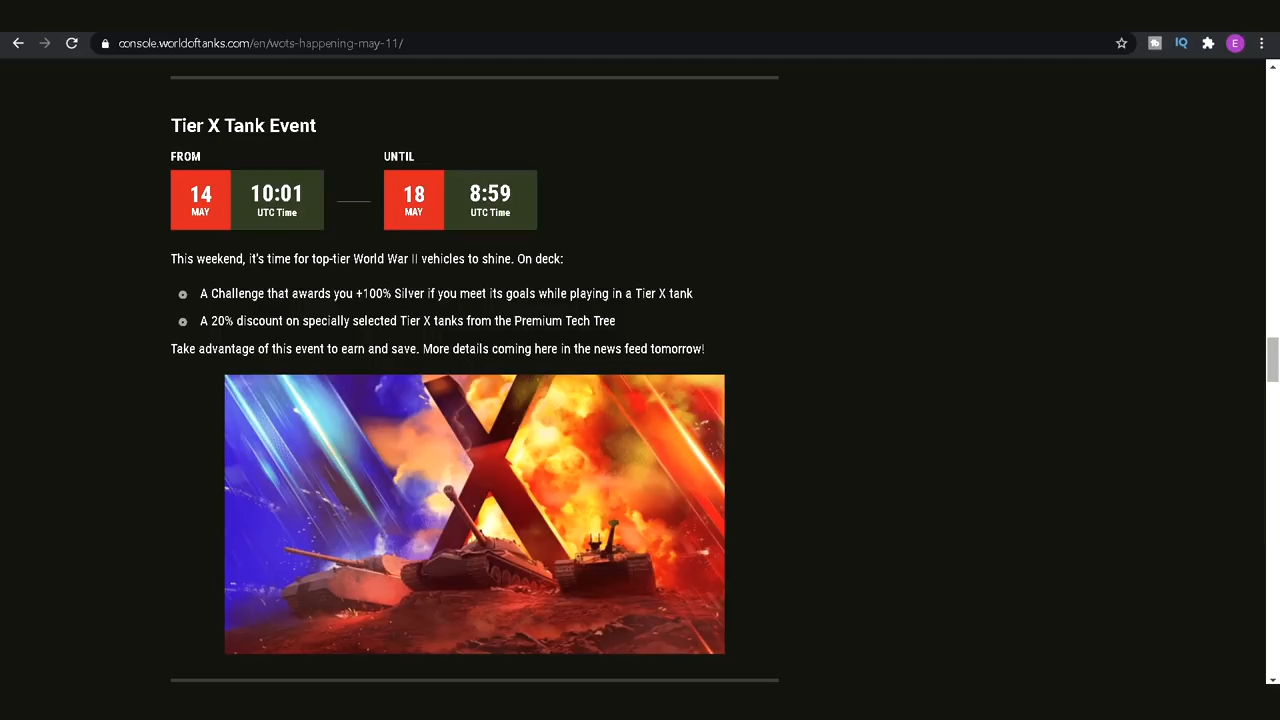 console.worldoftanks.com/en/wots-happening-may-11/
IQ
E
Tier X Tank Event
FROM
UNTIL
14
MAY
10:01
UTC Time
18
MAY
8:59
UTC Time
This weekend, it's time for top-tier World War II vehicles to shine. On deck:
A Challenge that awards you +100% Silver if you meet its goals while playing in a Tier X tank
A 20% discount on specially selected Tier X tanks from the Premium Tech Tree
Take advantage of this event to earn and save. More details coming here in the news feed tomorrow!
X